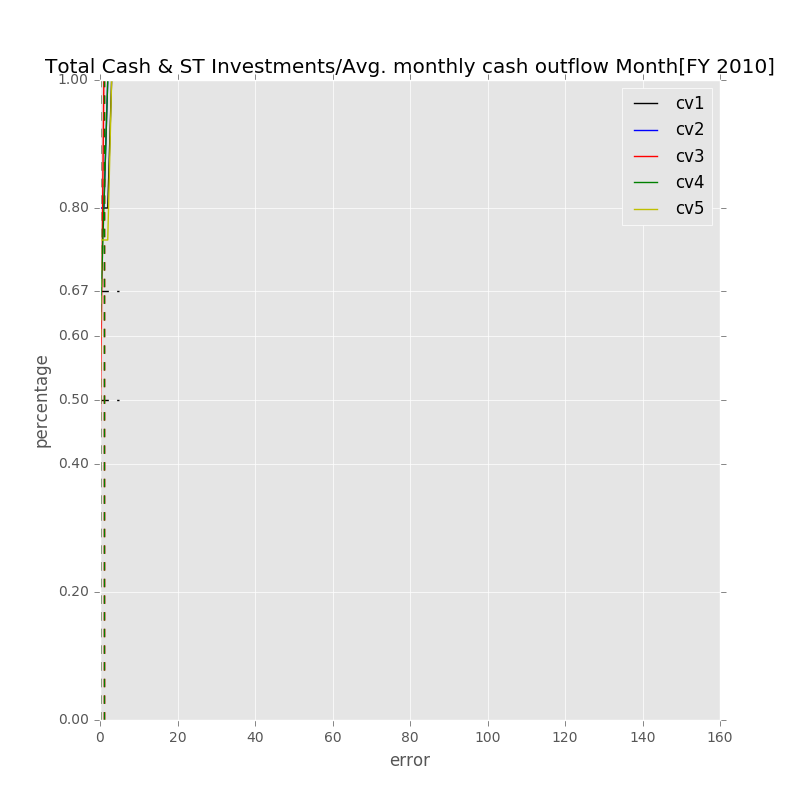 Total Cash & ST Investments/Avg. monthly cash outflow Month[FY 2010]
1.00
0.80
0.67
0.60
0.50
0.40
0.20
0.00
percentage
cv1
cv2
cv3
cv4
cv5
0 20 40 60 80 100 120 140 160
error